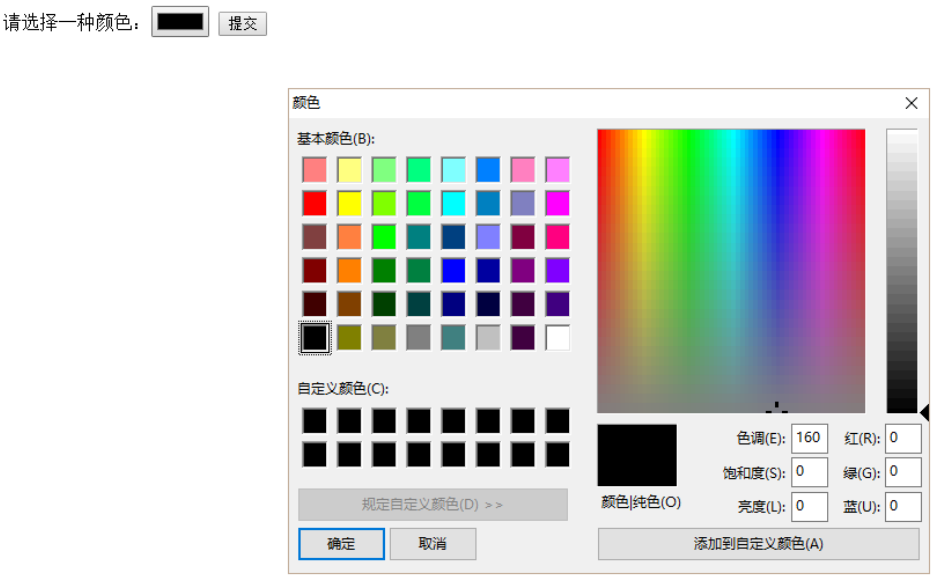 请选择一种颜色： 提交
颜色
基本颜色(B):
自定义颜色(C):
规定自定义颜色(D) >>
确定 取消
颜色|纯色(O)
色调(E): 160 红(R): 0
饱和度(S): 0 绿(G): 0
亮度(L): 0 蓝(U): 0
添加到自定义颜色(A)